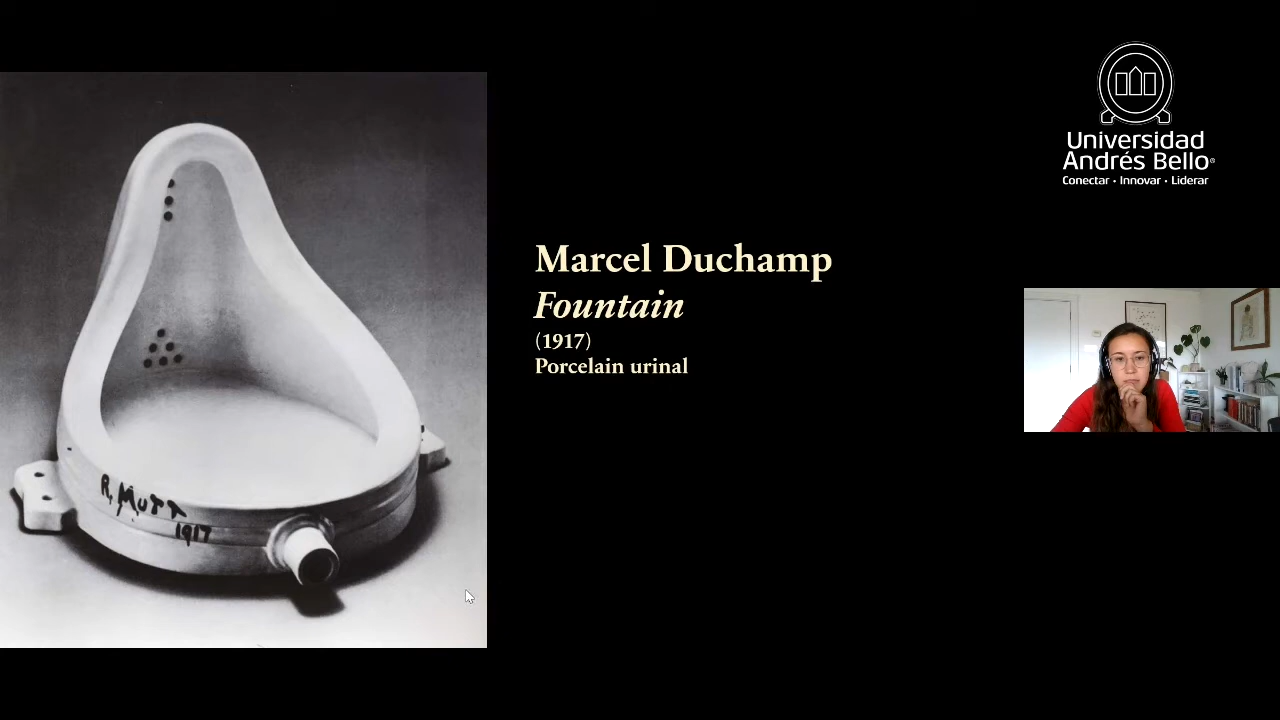 Universidad
Andrés Bello®
Conectar • Innovar • Liderar
Marcel Duchamp
Fountain
(1917)
Porcelain urinal
R. MUTT
1917